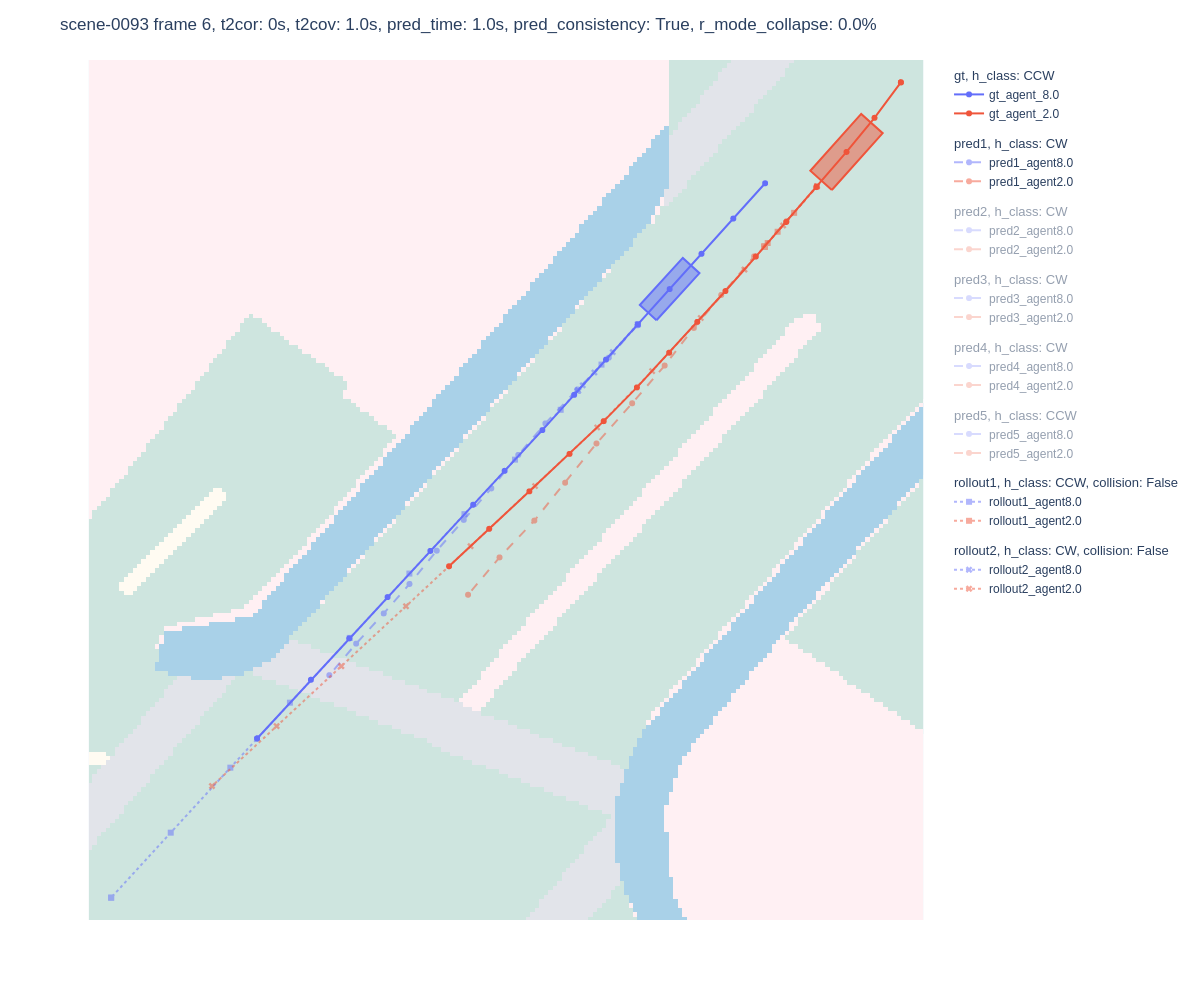 scene-0093 frame 6, t2cor: 0s, t2cov: 1.0s, pred_time: 1.0s, pred_consistency: True, r_mode_collapse: 0.0%
gt, h_class: CCW
gt_agent_8.0
gt_agent_2.0
pred1, h_class: CW
pred1_agent8.0
pred1_agent2.0
pred2, h_class: CW
pred2_agent8.0
pred2_agent2.0
pred3, h_class: CW
pred3_agent8.0
pred3_agent2.0
pred4, h_class: CW
pred4_agent8.0
pred4_agent2.0
pred5, h_class: CCW
pred5_agent8.0
pred5_agent2.0
rollout1, h_class: CCW, collision: False
rollout1_agent8.0
rollout1_agent2.0
rollout2, h_class: CW, collision: False
rollout2_agent8.0
rollout2_agent2.0